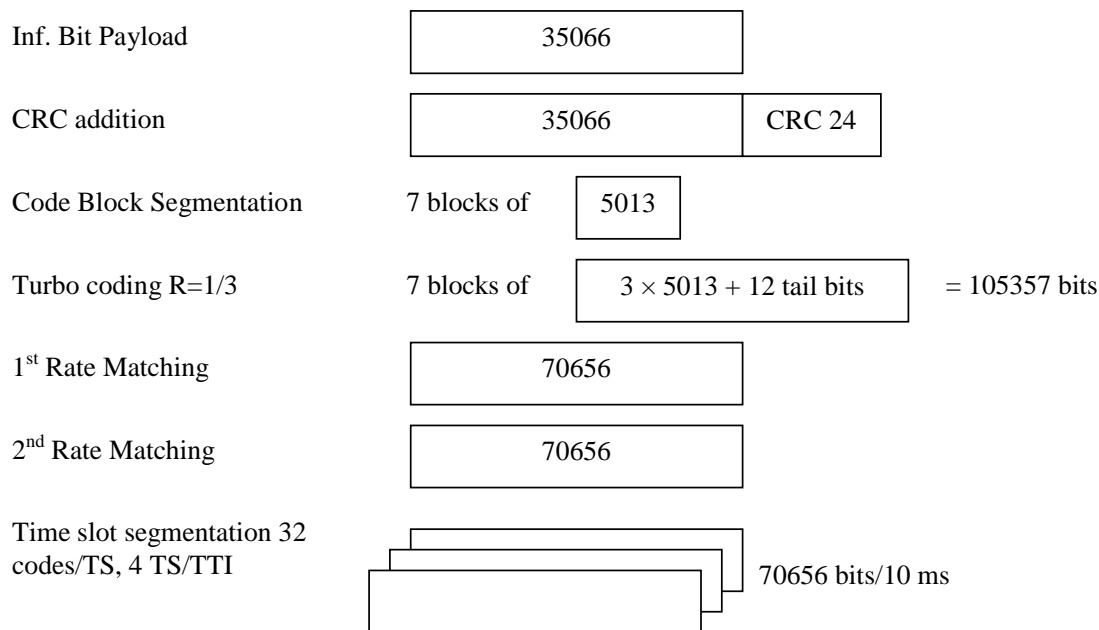 Inf. Bit Payload 35066
CRC addition 35066 CRC 24
Code Block Segmentation 7 blocks of 5013
Turbo coding R=1/3 7 blocks of 3 × 5013 + 12 tail bits = 105357 bits
1st Rate Matching 70656
2nd Rate Matching 70656
Time slot segmentation 32
codes/TS, 4 TS/TTI 70656 bits/10 ms